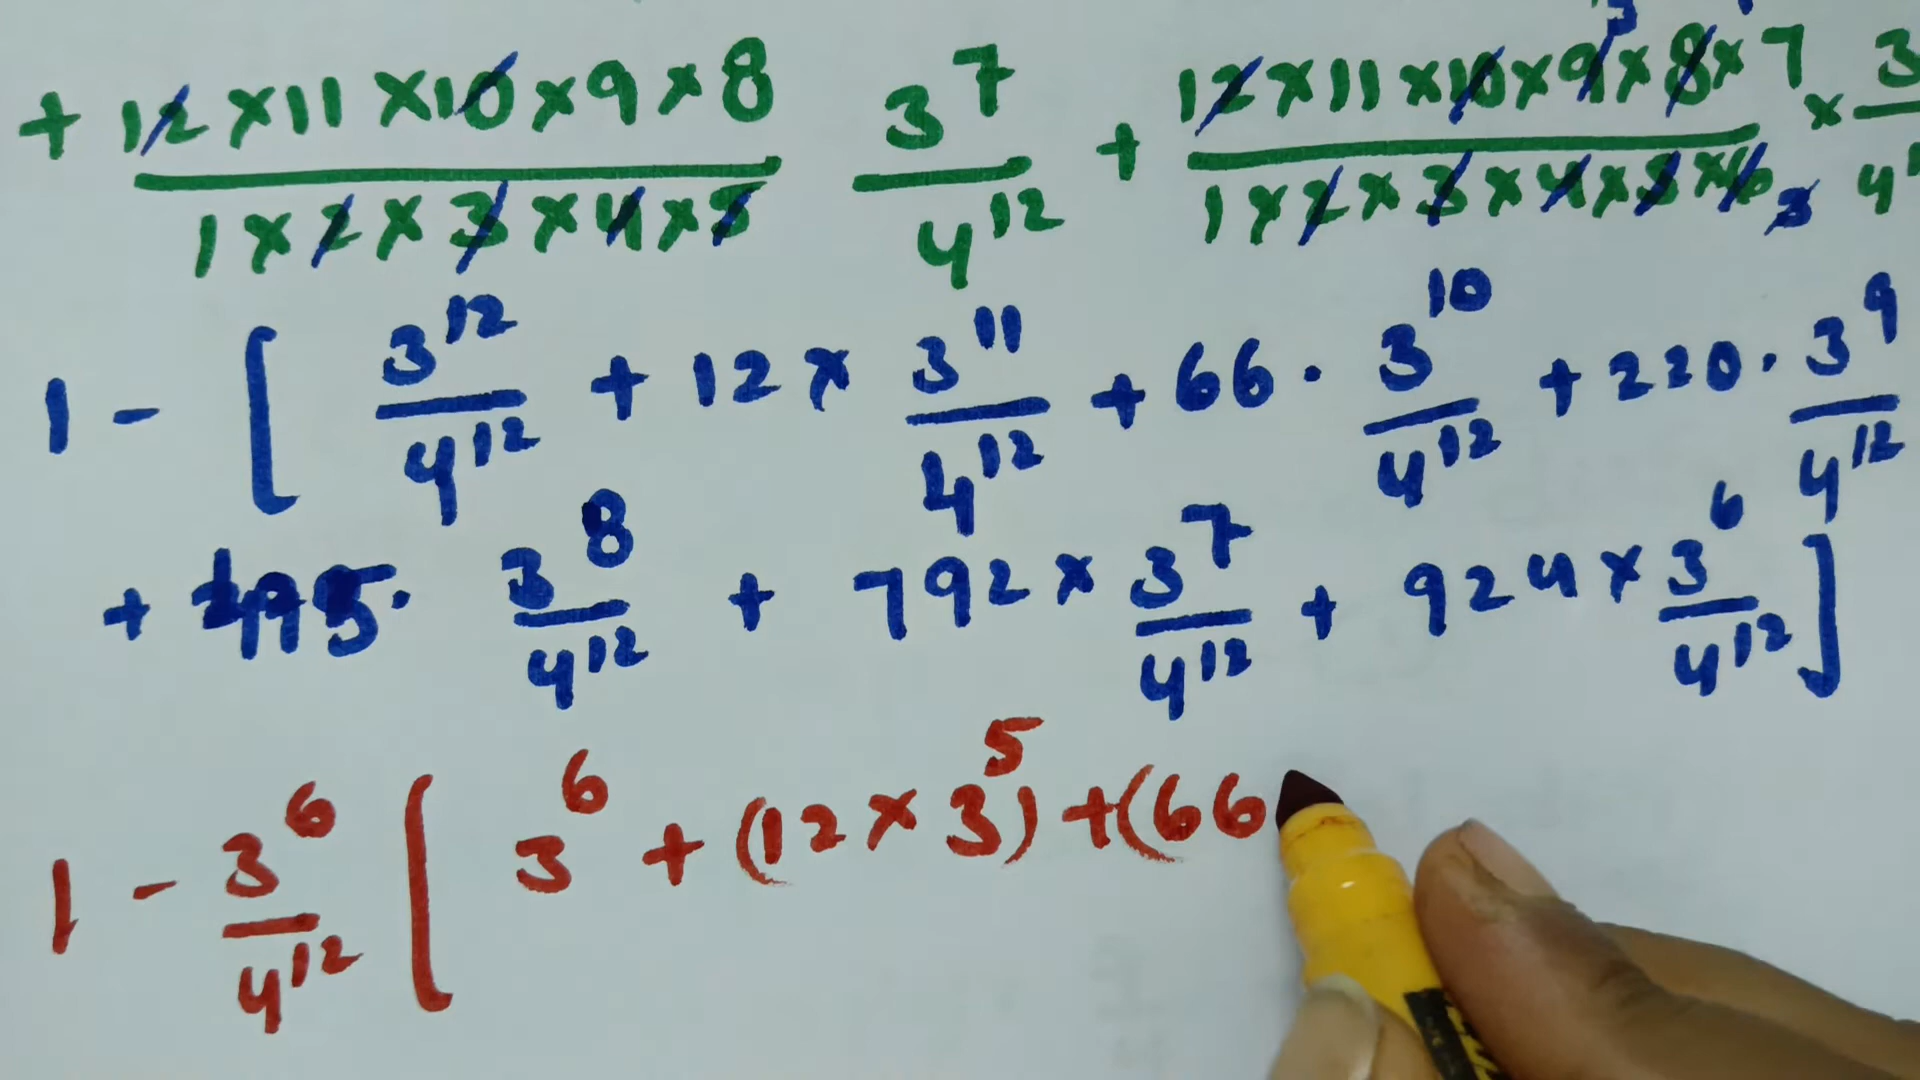 + 12×11×10×9×8 / 1×2×3×4×5 3^7 / 4^12 + 12×11×10×9×8×7 / 1×2×3×4×5×6 × 3 / 4
1 - [ 3^12 / 4^12 + 12 × 3^11 / 4^12 + 66 · 3^10 / 4^12 + 220 · 3^9 / 4^12
+ 495 · 3^8 / 4^12 + 792 × 3^7 / 4^12 + 924 × 3^6 / 4^12 ]
1 - 3^6 / 4^12 [ 3^6 + (12 × 3^5) + (66